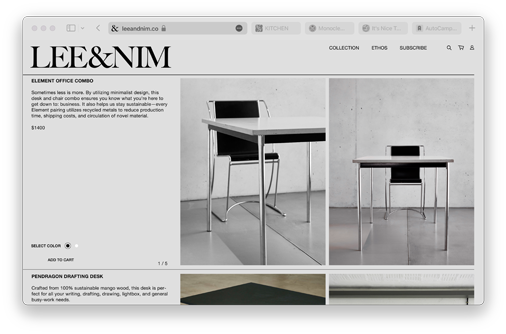 leeandnim.co
KITCHEN
It's Nice T
AutoComp
LEE&NIM
COLLECTION
ETHOS
SUBSCRIBE
ELEMENT OFFICE COMBO
Sometimes less is more. By utilizing minimalist design, this
desk and chair combo ensures you know what you're here to
get down to: business. It also helps us stay sustainable—every
Element pairing utilizes recycled metals to reduce production
time, shipping costs, and circulation of novel material.
$1400
SELECT COLOR
ADD TO CART
1 / 5
PENDRAGON DRAFTING DESK
Crafted from 100% sustainable mango wood, this desk is per-
fect for all your writing, drafting, drawing, lightbox, and general
busy-work needs.